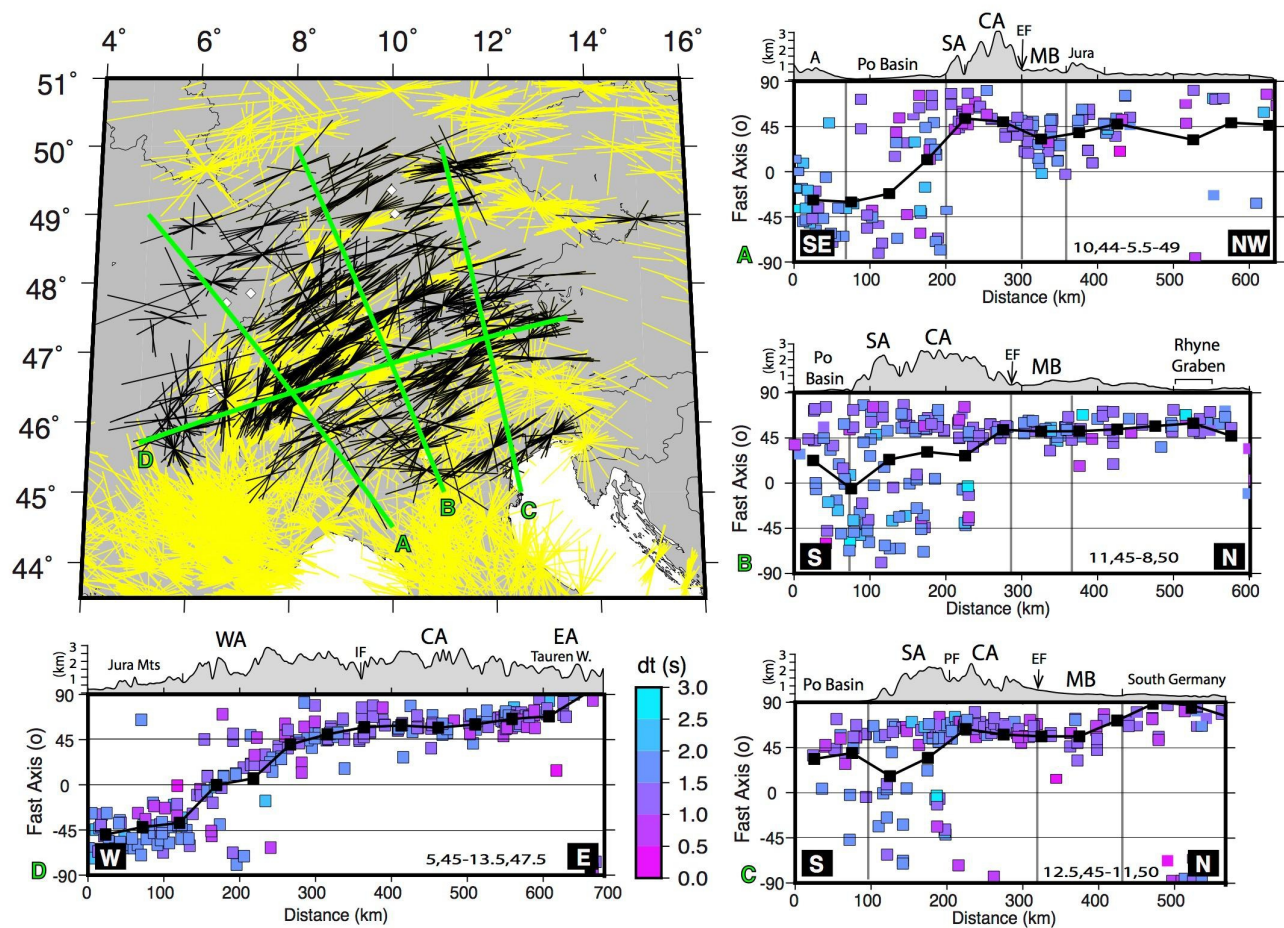 4° 6° 8° 10° 12° 14° 16°
51°
50°
49°
48°
47°
46°
45°
44°
D
B
C
A
CA
SA EF
MB Jura
A Po Basin
3
2
1
(km)
90
45
0
-45
-90
Fast Axis (o)
SE
NW
10,44-5.5-49
A
0 100 200 300 400 500 600
Distance (km)
SA CA
EF
MB
Po
Basin
Rhyne
Graben
3
2
1
(km)
90
45
0
-45
-90
Fast Axis (o)
S
N
11,45-8,50
B
0 100 200 300 400 500 600
Distance (km)
WA IF CA EA
Jura Mts Tauren W.
3
2
1
(km)
90
45
0
-45
-90
Fast Axis (o)
W
E
5,45-13.5,47.5
D
0 100 200 300 400 500 600 700
Distance (km)
dt (s)
3.0
2.5
2.0
1.5
1.0
0.5
0.0
SA PF CA EF
MB
Po Basin South Germany
3
2
1
(km)
90
45
0
-45
-90
Fast Axis (o)
S
N
12.5,45-11,50
C
0 100 200 300 400 500
Distance (km)